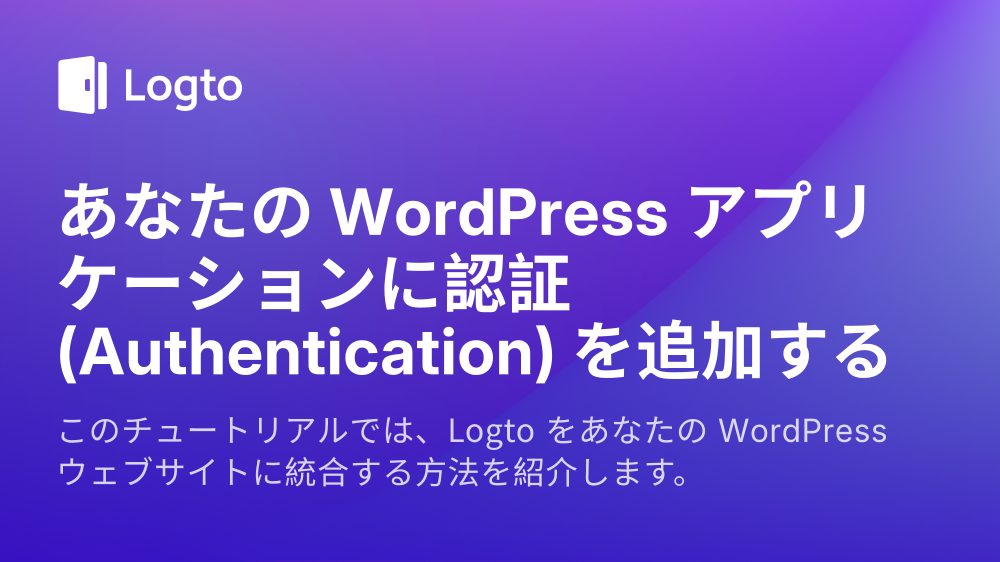 Logto
あなたの WordPress アプリ
ケーションに認証
(Authentication) を追加する
このチュートリアルでは、Logto をあなたの WordPress
ウェブサイトに統合する方法を紹介します。